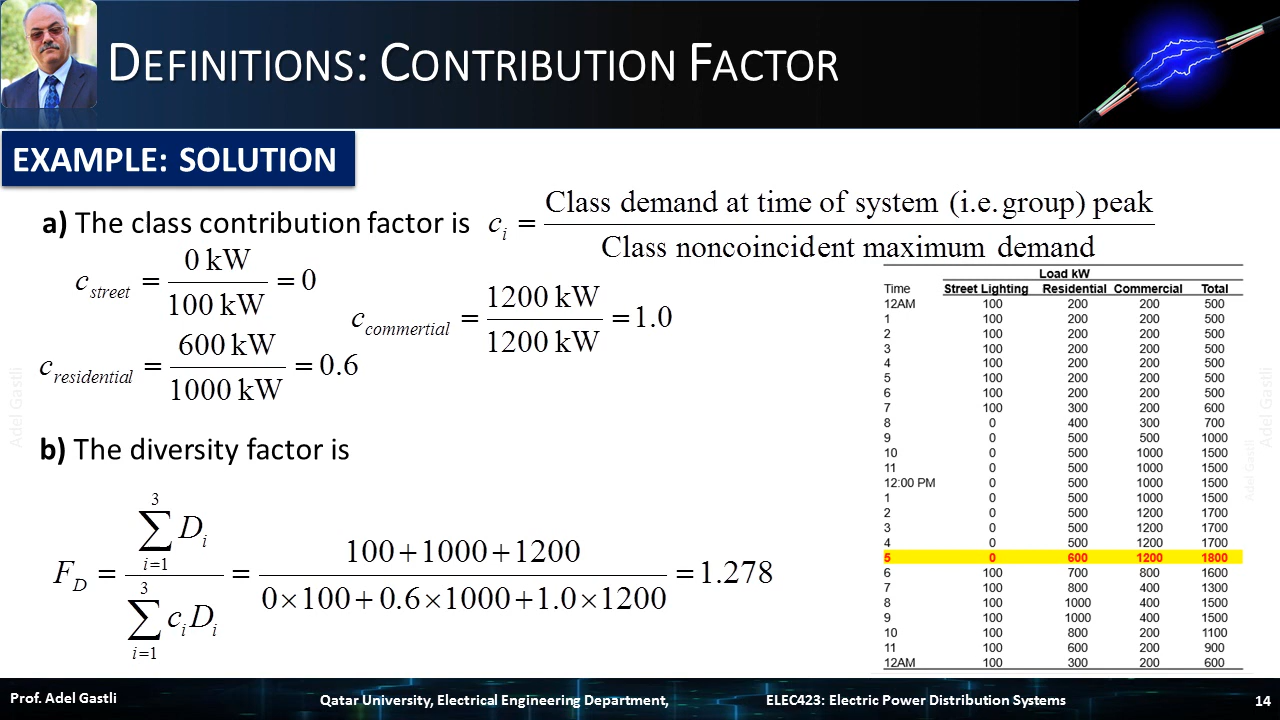 DEFINITIONS: CONTRIBUTION FACTOR
EXAMPLE: SOLUTION
a) The class contribution factor is c_i = Class demand at time of system (i.e. group) peak / Class noncoincident maximum demand
c_street = 0 kW / 100 kW = 0
c_commertial = 1200 kW / 1200 kW = 1.0
c_residential = 600 kW / 1000 kW = 0.6
b) The diversity factor is
F_D = ∑_{i=1}^{3} D_i / ∑_{i=1}^{3} c_i D_i = 100+1000+1200 / 0×100+0.6×1000+1.0×1200 = 1.278
Load kW
Time Street Lighting Residential Commercial Total
12AM 100 200 200 500
1 100 200 200 500
2 100 200 200 500
3 100 200 200 500
4 100 200 200 500
5 100 200 200 500
6 100 200 200 500
7 100 300 200 600
8 0 400 300 700
9 0 500 500 1000
10 0 500 1000 1500
11 0 500 1000 1500
12:00 PM 0 500 1000 1500
1 0 500 1000 1500
2 0 500 1200 1700
3 0 500 1200 1700
4 0 500 1200 1700
5 0 600 1200 1800
6 100 700 800 1600
7 100 800 400 1300
8 100 1000 400 1500
9 100 1000 400 1500
10 100 800 200 1100
11 100 600 200 900
12AM 100 300 200 600
Adel Gastli
Adel Gastli
Adel Gastli
Prof. Adel Gastli
Qatar University, Electrical Engineering Department,
ELEC423: Electric Power Distribution Systems
14